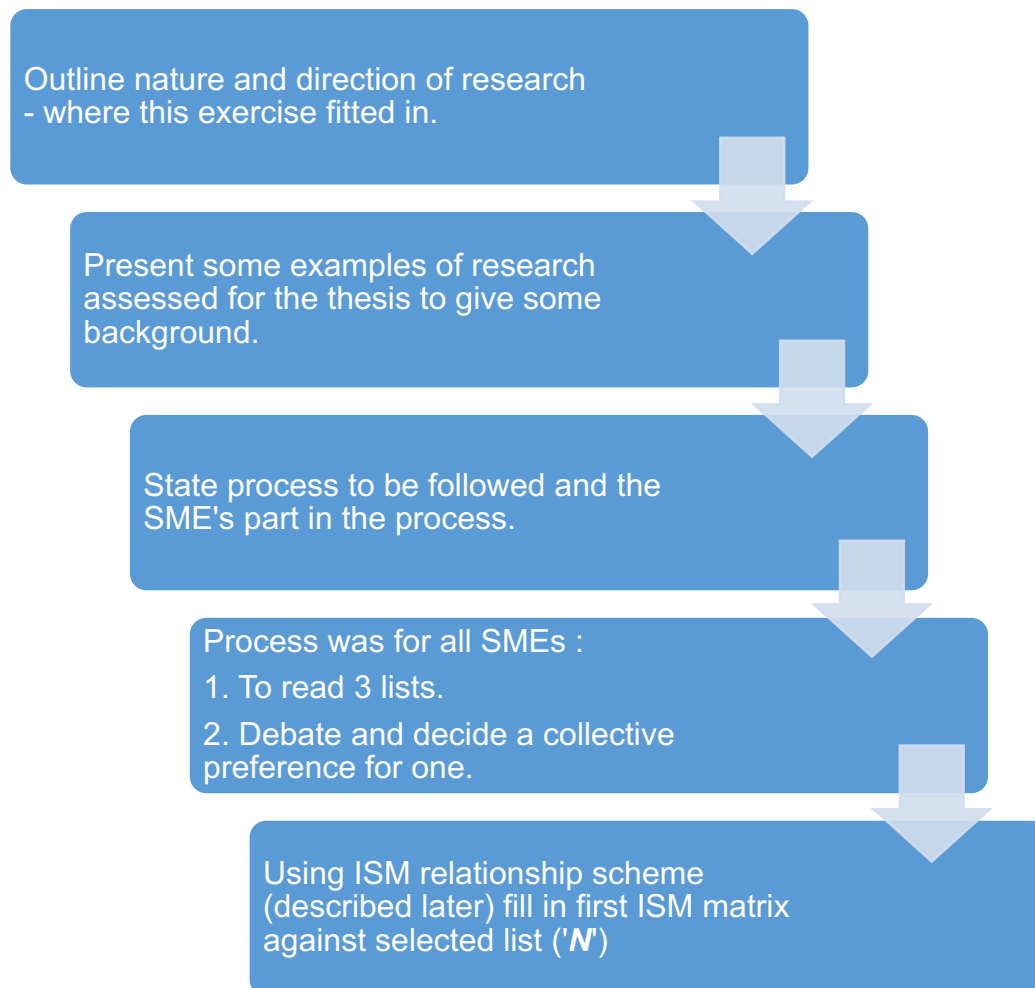 Outline nature and direction of research
- where this exercise fitted in.
Present some examples of research
assessed for the thesis to give some
background.
State process to be followed and the
SME's part in the process.
Process was for all SMEs :
1. To read 3 lists.
2. Debate and decide a collective
preference for one.
Using ISM relationship scheme
(described later) fill in first ISM matrix
against selected list ('N')